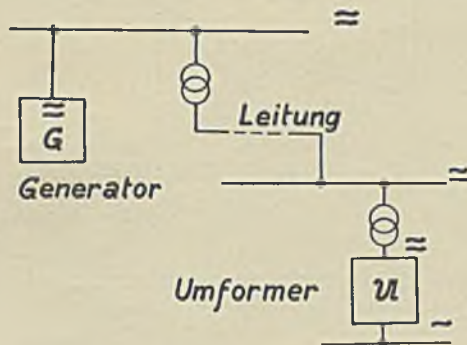 ≈
≈
G
Generator
Leitung
≈
≈
Umformer
U
~